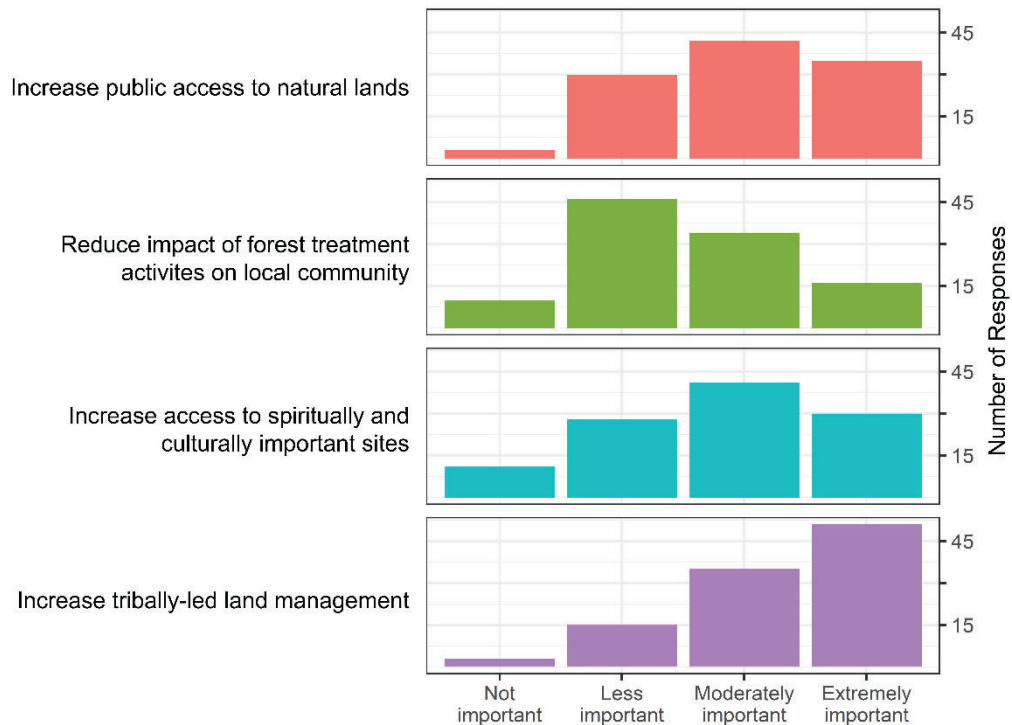 Increase public access to natural lands
45
15
Reduce impact of forest treatment
activites on local community
45
15
Increase access to spiritually and
culturally important sites
45
15
Increase tribally-led land management
45
15
Number of Responses
Not
important
Less
important
Moderately
important
Extremely
important